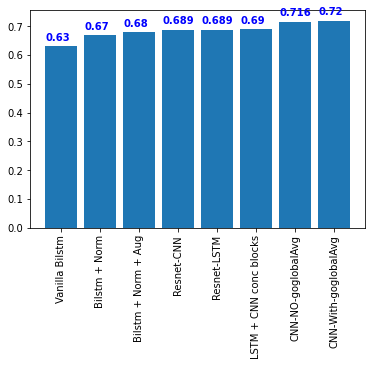 0.63
0.67
0.68
0.689
0.689
0.69
0.716
0.72
0.7
0.6
0.5
0.4
0.3
0.2
0.1
0.0
Vanilla Bilstm
Bilstm + Norm
Bilstm + Norm + Aug
Resnet-CNN
Resnet-LSTM
LSTM + CNN conc blocks
CNN-NO-goglobalAvg
CNN-With-goglobalAvg